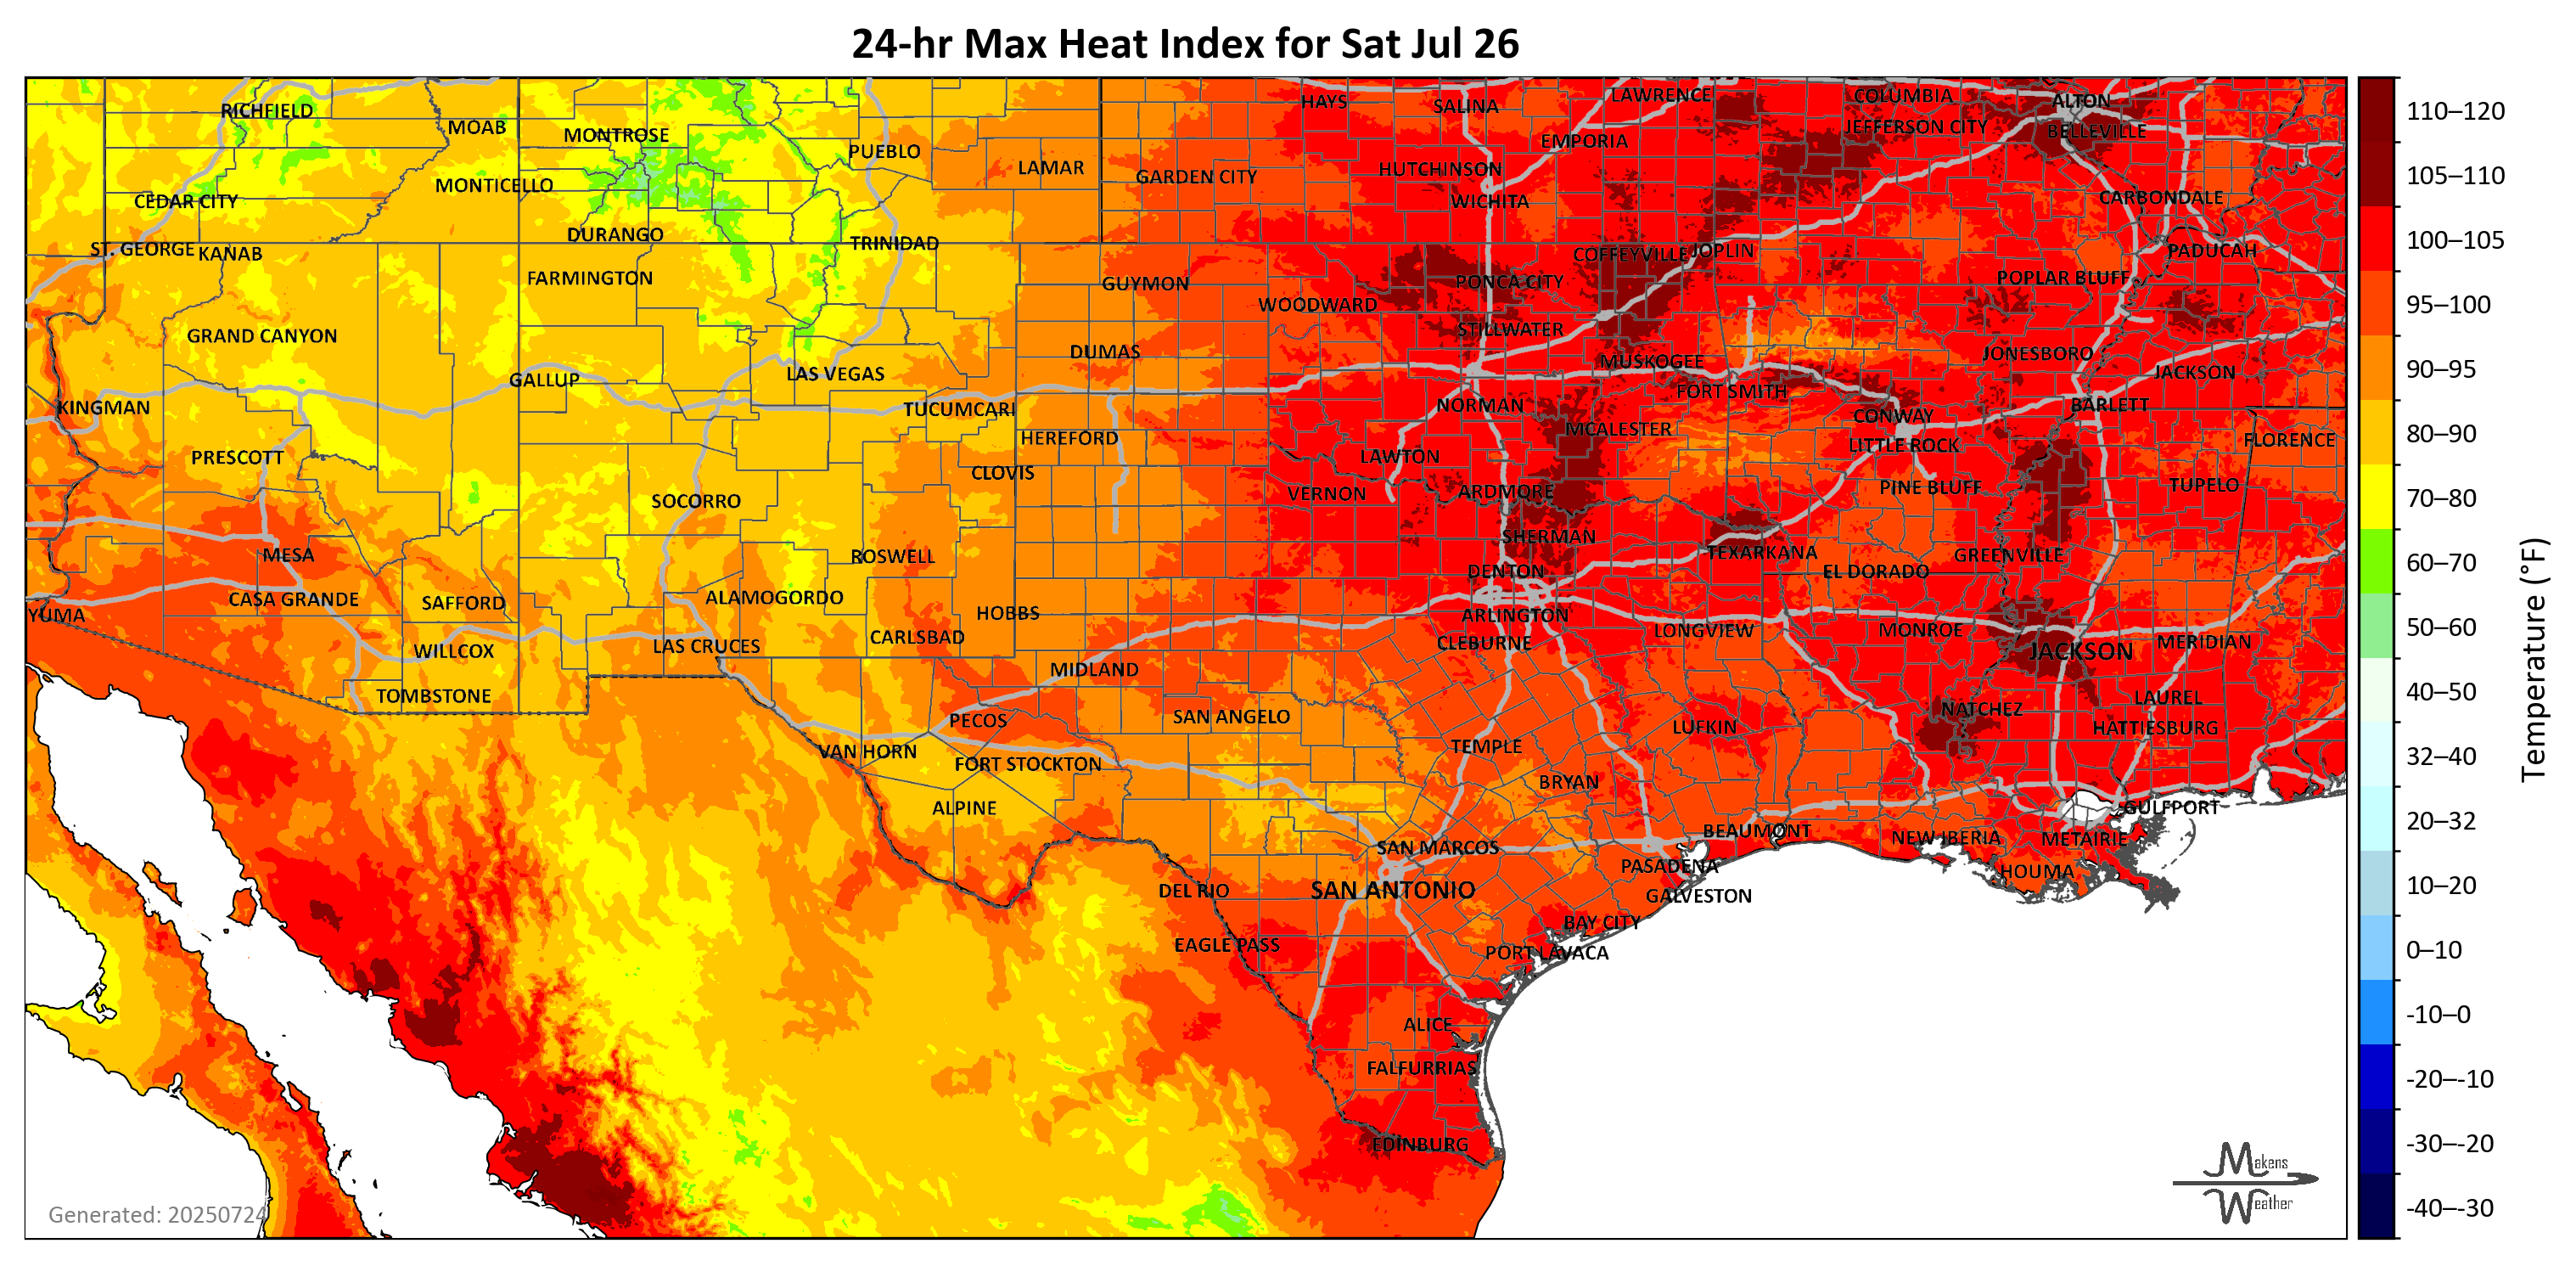 24-hr Max Heat Index for Sat Jul 26
RICHFIELD
MOAB
MONTROSE
PUEBLO
LAMAR
GARDEN CITY
HAYS
SALINA
LAWRENCE
EMPORIA
COLUMBIA
JEFFERSON CITY
ALTON
BELLEVILLE
CEDAR CITY
MONTICELLO
HUTCHINSON
WICHITA
CARBONDALE
ST. GEORGE
KANAB
DURANGO
TRINIDAD
COFFEYVILLE
JOPLIN
PADUCAH
FARMINGTON
GUYMON
WOODWARD
PONCA CITY
POPLAR BLUFF
GRAND CANYON
DUMAS
STILLWATER
MUSKOGEE
JONESBORO
GALLUP
LAS VEGAS
FORT SMITH
JACKSON
KINGMAN
TUCUMCARI
NORMAN
CONWAY
BARLETT
PRESCOTT
HEREFORD
CLOVIS
LAWTON
MCALESTER
LITTLE ROCK
FLORENCE
SOCORRO
VERNON
ARDMORE
PINE BLUFF
TUPELO
MESA
ROSWELL
SHERMAN
TEXARKANA
GREENVILLE
DENTON
EL DORADO
YUMA
CASA GRANDE
SAFFORD
ALAMOGORDO
HOBBS
ARLINGTON
WILLCOX
LAS CRUCES
CARLSBAD
CLEBURNE
LONGVIEW
MONROE
JACKSON
MERIDIAN
TOMBSTONE
MIDLAND
PECOS
SAN ANGELO
LUFKIN
NATCHEZ
LAUREL
HATTIESBURG
VAN HORN
FORT STOCKTON
TEMPLE
BRYAN
ALPINE
GULFPORT
SAN MARCOS
BEAUMONT
NEW IBERIA
METAIRIE
DEL RIO
SAN ANTONIO
PASADENA
GALVESTON
HOUMA
EAGLE PASS
BAY CITY
PORT LAVACA
ALICE
FALFURRIAS
EDINBURG
Generated: 20250724
Makens
Weather
110–120
105–110
100–105
95–100
90–95
80–90
70–80
60–70
50–60
40–50
32–40
20–32
10–20
0–10
-10–0
-20–-10
-30–-20
-40–-30
Temperature (°F)